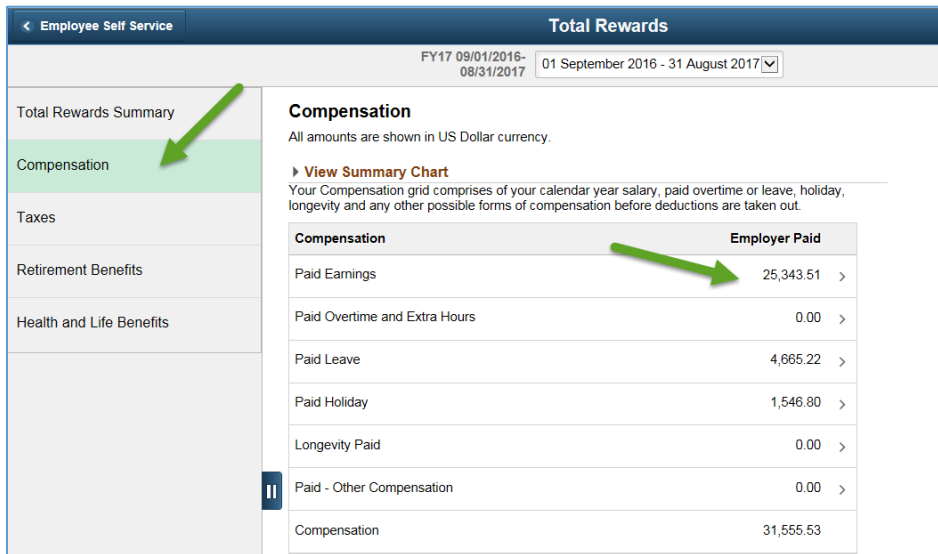 Employee Self Service
Total Rewards
FY17 09/01/2016-
08/31/2017
01 September 2016 - 31 August 2017
Total Rewards Summary
Compensation
Taxes
Retirement Benefits
Health and Life Benefits
Compensation
All amounts are shown in US Dollar currency.
View Summary Chart
Your Compensation grid comprises of your calendar year salary, paid overtime or leave, holiday,
longevity and any other possible forms of compensation before deductions are taken out.
Compensation Employer Paid
Paid Earnings 25,343.51
Paid Overtime and Extra Hours 0.00
Paid Leave 4,665.22
Paid Holiday 1,546.80
Longevity Paid 0.00
Paid - Other Compensation 0.00
Compensation 31,555.53